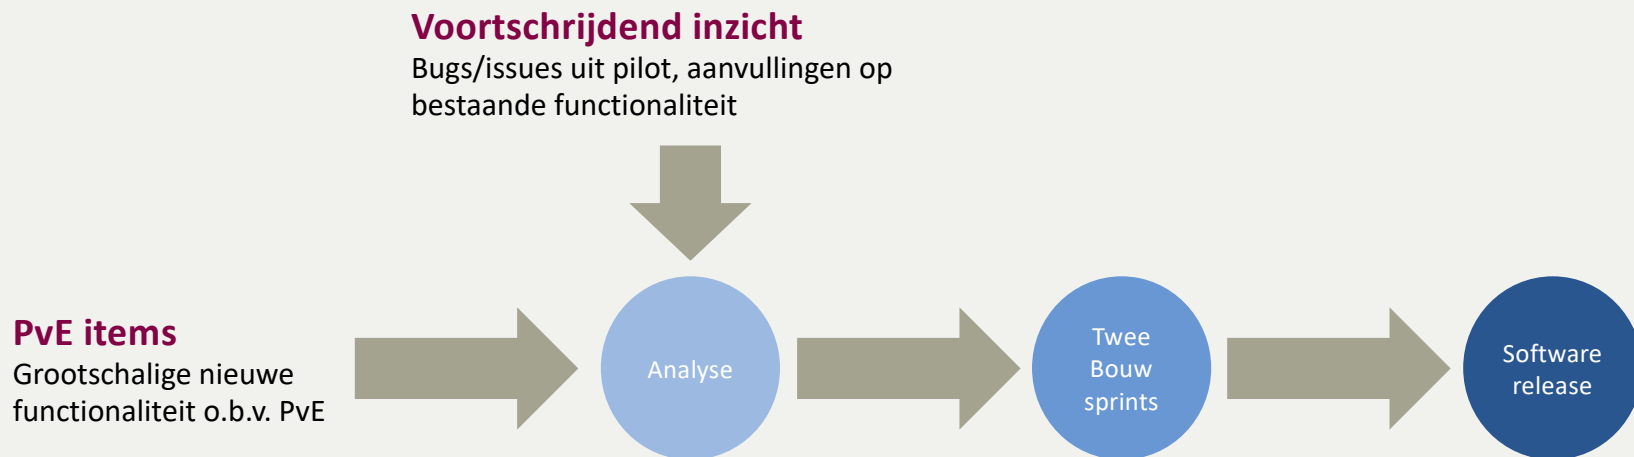 Voortschrijdend inzicht
Bugs/issues uit pilot, aanvullingen op
bestaande functionaliteit
PvE items
Grootschalige nieuwe
functionaliteit o.b.v. PvE
Analyse
Twee
Bouw
sprints
Software
release